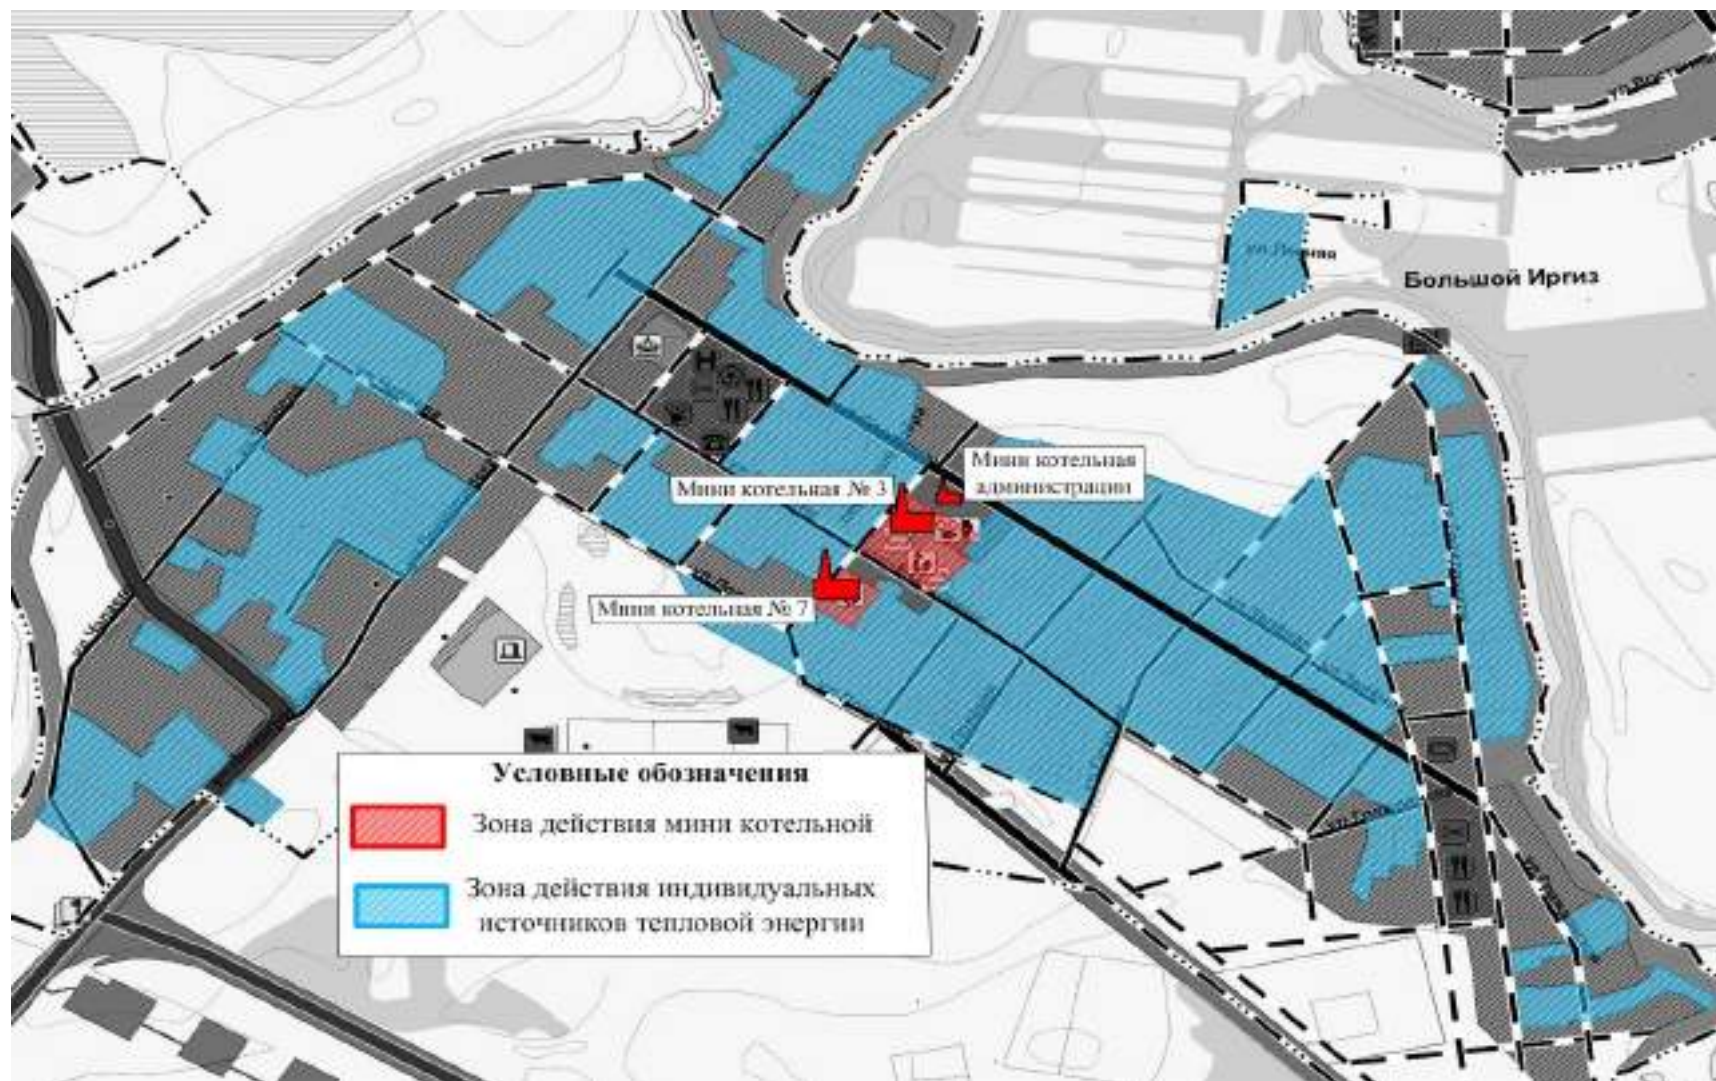 Большой Иргиз
Мини котельная
администрации
Мини котельная № 3
Мини котельная № 7
Условные обозначения
Зона действия мини котельной
Зона действия индивидуальных
источников тепловой энергии